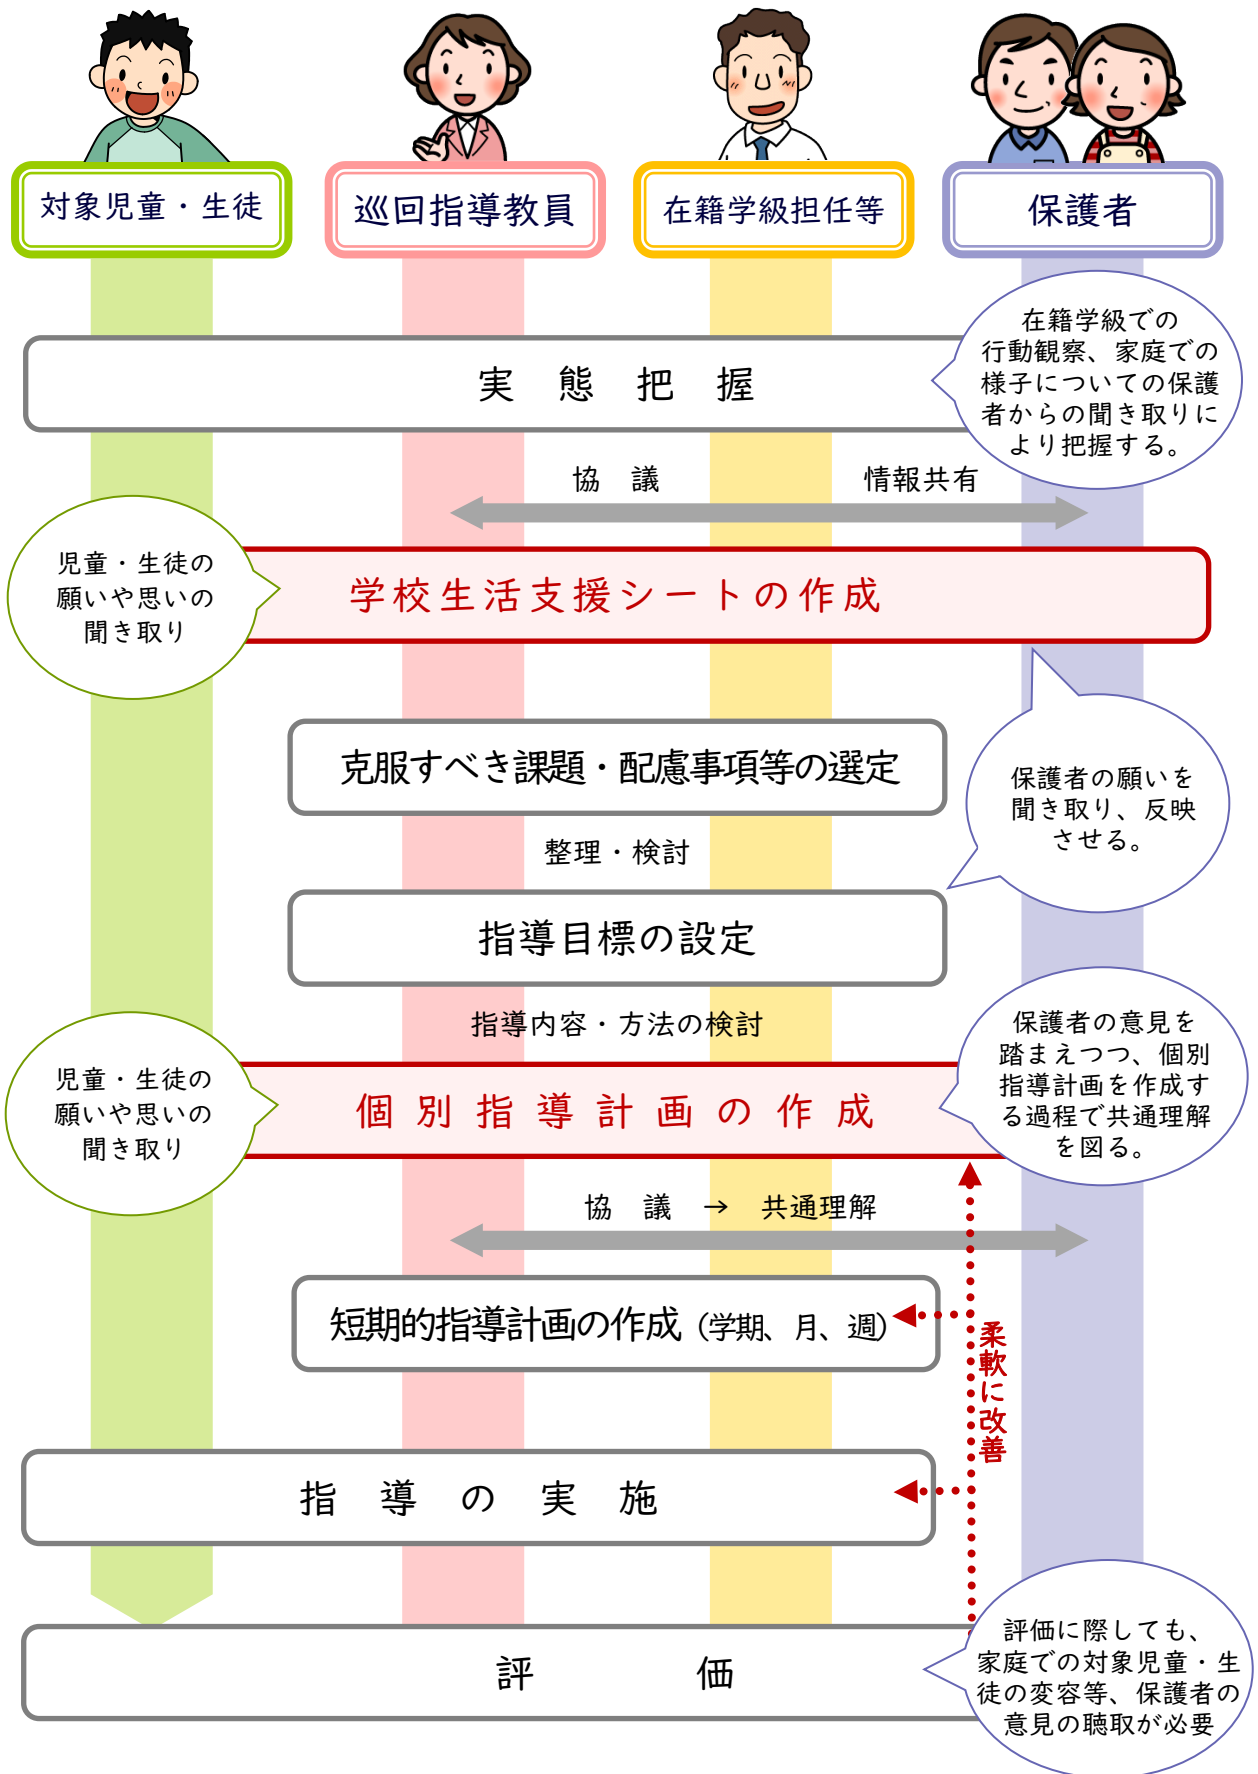 対象児童・生徒
巡回指導教員
在籍学級担任等
保護者
在籍学級での
行動観察、家庭での
様子についての保護
者からの聞き取りに
より把握する。
実態把握
協議 情報共有
児童・生徒の
願いや思いの
聞き取り
学校生活支援シートの作成
克服すべき課題・配慮事項等の選定
保護者の願いを
聞き取り、反映
させる。
整理・検討
指導目標の設定
指導内容・方法の検討
保護者の意見を
踏まえつつ、個別
指導計画を作成す
る過程で共通理解
を図る。
児童・生徒の
願いや思いの
聞き取り
個別指導計画の作成
協議 → 共通理解
短期的指導計画の作成（学期、月、週）
柔軟に改善
指導の実施
評価
評価に際しても、
家庭での対象児童・生
徒の変容等、保護者の
意見の聴取が必要